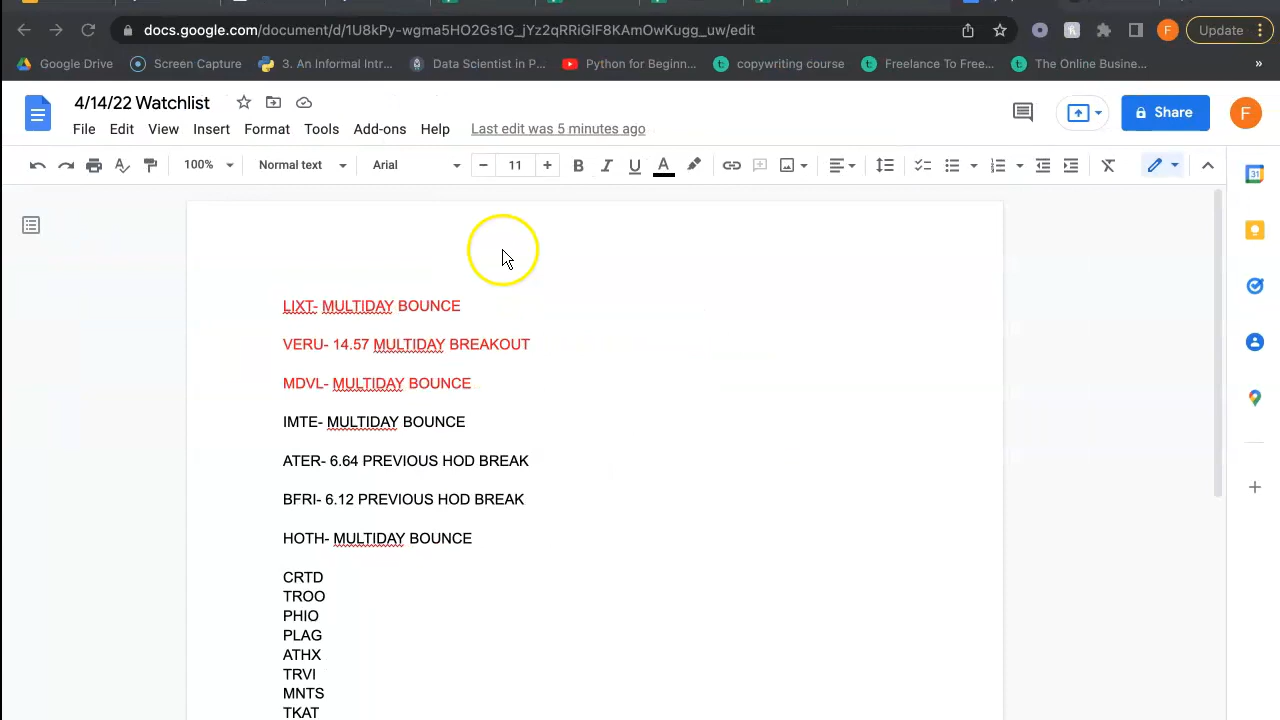 docs.google.com/document/d/1U8kPy-wgma5HO2Gs1G_jYz2qRRiGIF8KAmOwKugg_uw/edit
F
Update
Google Drive
Screen Capture
3. An Informal Intr...
Data Scientist in P...
Python for Beginn...
copywriting course
Freelance To Free...
The Online Busine...
»
4/14/22 Watchlist
File Edit View Insert Format Tools Add-ons Help Last edit was 5 minutes ago
Share
F
100% Normal text Arial 11 B I U A
31
LIXT- MULTIDAY BOUNCE
VERU- 14.57 MULTIDAY BREAKOUT
MDVL- MULTIDAY BOUNCE
IMTE- MULTIDAY BOUNCE
ATER- 6.64 PREVIOUS HOD BREAK
BFRI- 6.12 PREVIOUS HOD BREAK
HOTH- MULTIDAY BOUNCE
CRTD
TROO
PHIO
PLAG
ATHX
TRVI
MNTS
TKAT